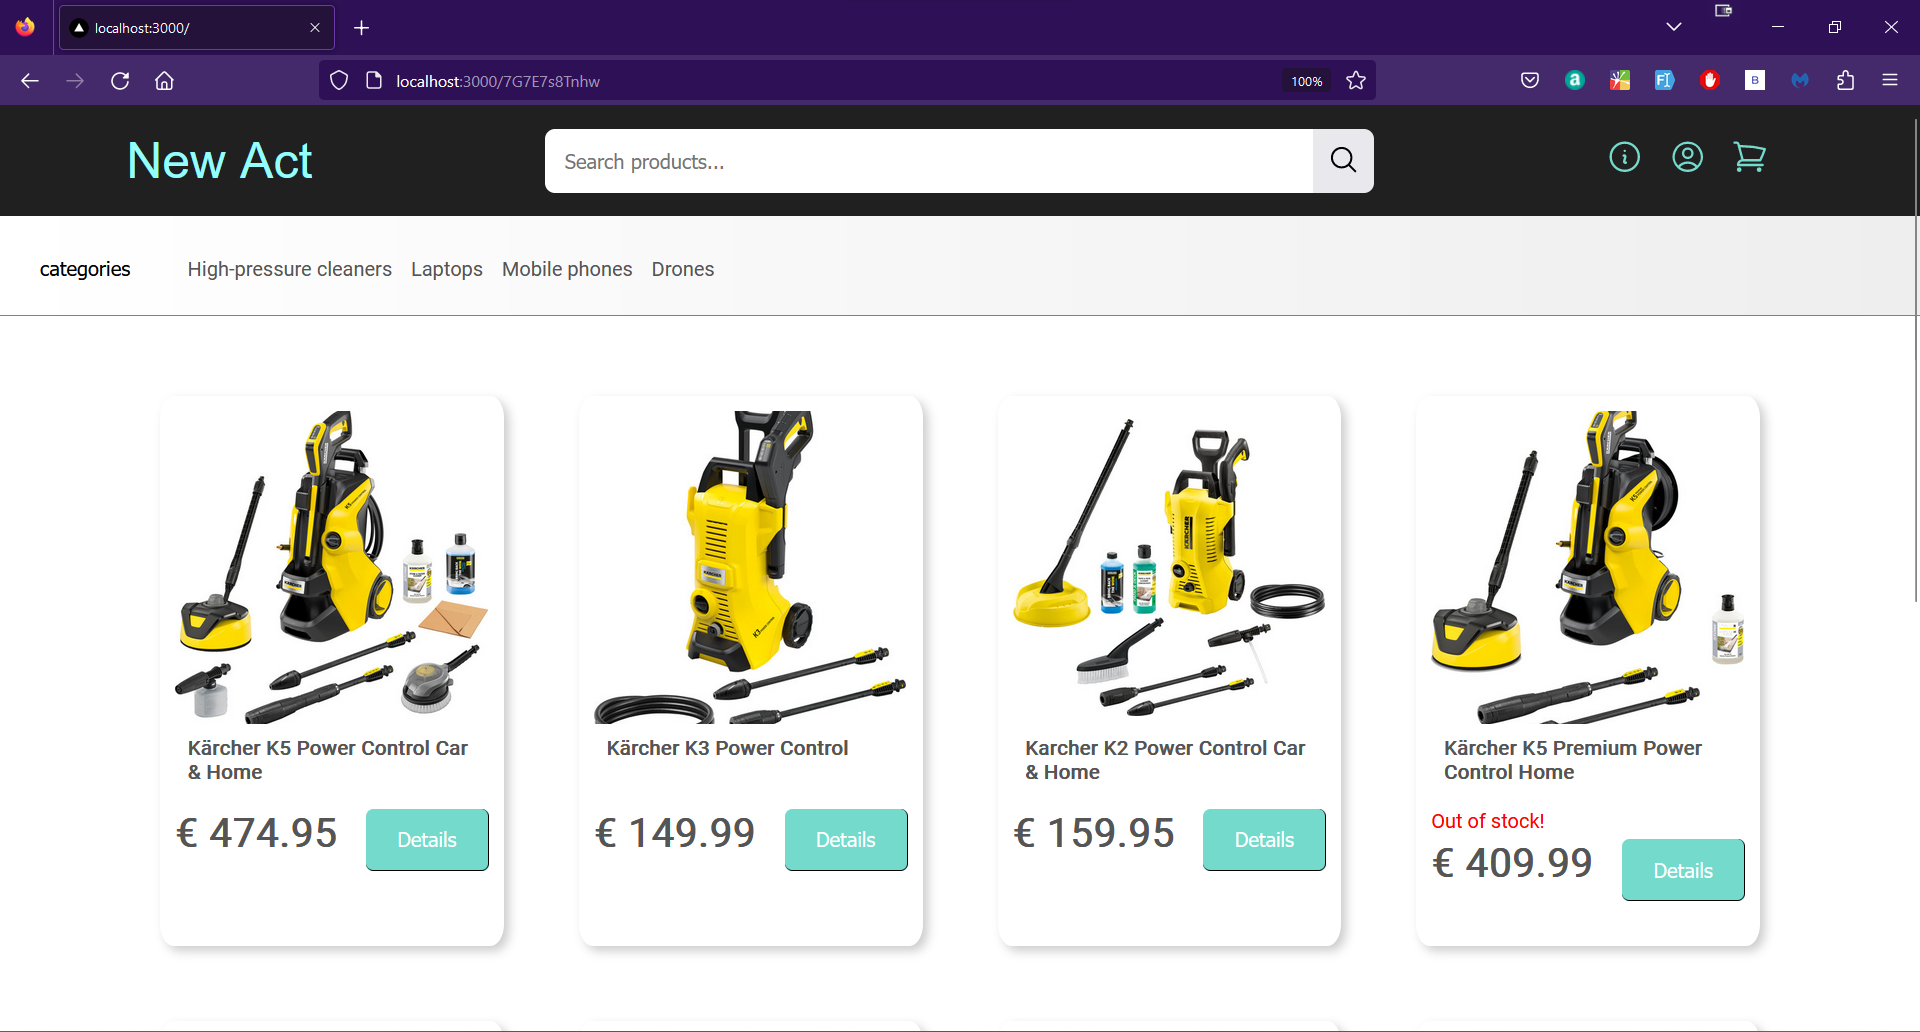 localhost:3000/
localhost:3000/7G7E7s8Tnhw
100%
New Act
Search products...
categories
High-pressure cleaners Laptops Mobile phones Drones
Kärcher K5 Power Control Car
& Home
€ 474.95
Details
Kärcher K3 Power Control
€ 149.99
Details
Karcher K2 Power Control Car
& Home
€ 159.95
Details
Kärcher K5 Premium Power
Control Home
Out of stock!
€ 409.99
Details